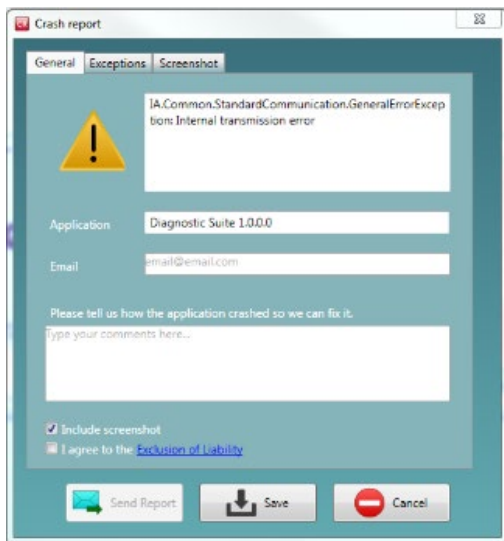 CR Crash report
General Exceptions Screenshot
IA.Common.StandardCommunication.GeneralErrorExcep
tion: Internal transmission error
Application Diagnostic Suite 1.0.0.0
Email email@email.com
Please tell us how the application crashed so we can fix it.
Type your comments here..
Include screenshot
I agree to the Exclusion of Liability
Send Report Save Cancel